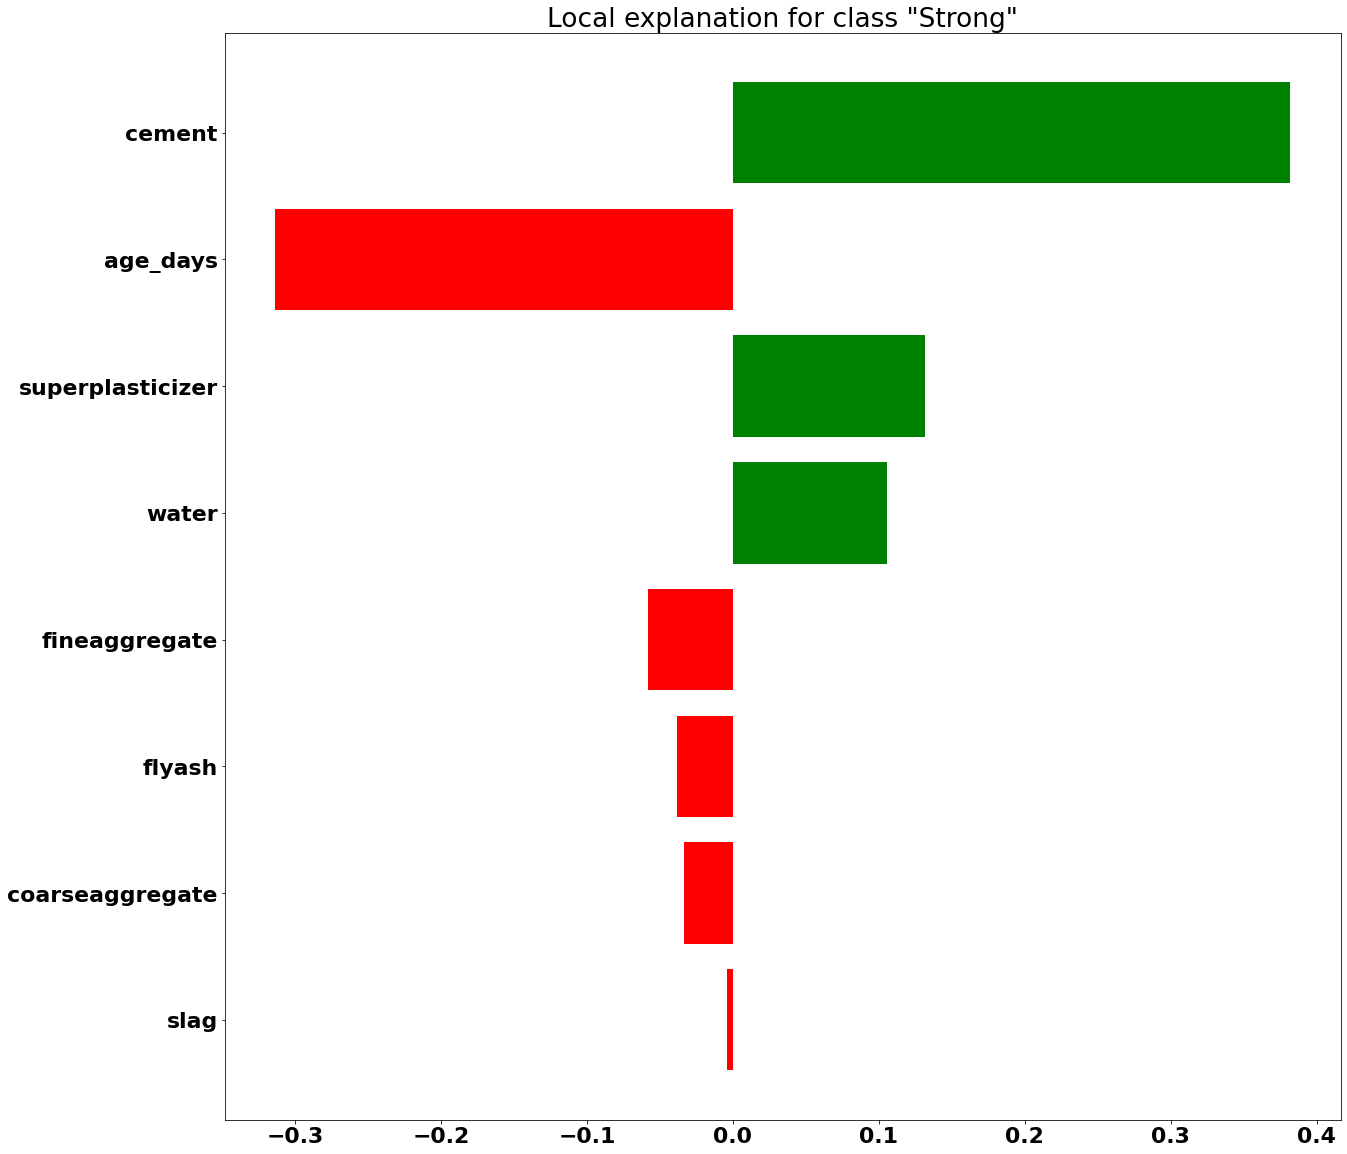 Local explanation for class "Strong"
cement
age_days
superplasticizer
water
fineaggregate
flyash
coarseaggregate
slag
−0.3 −0.2 −0.1 0.0 0.1 0.2 0.3 0.4